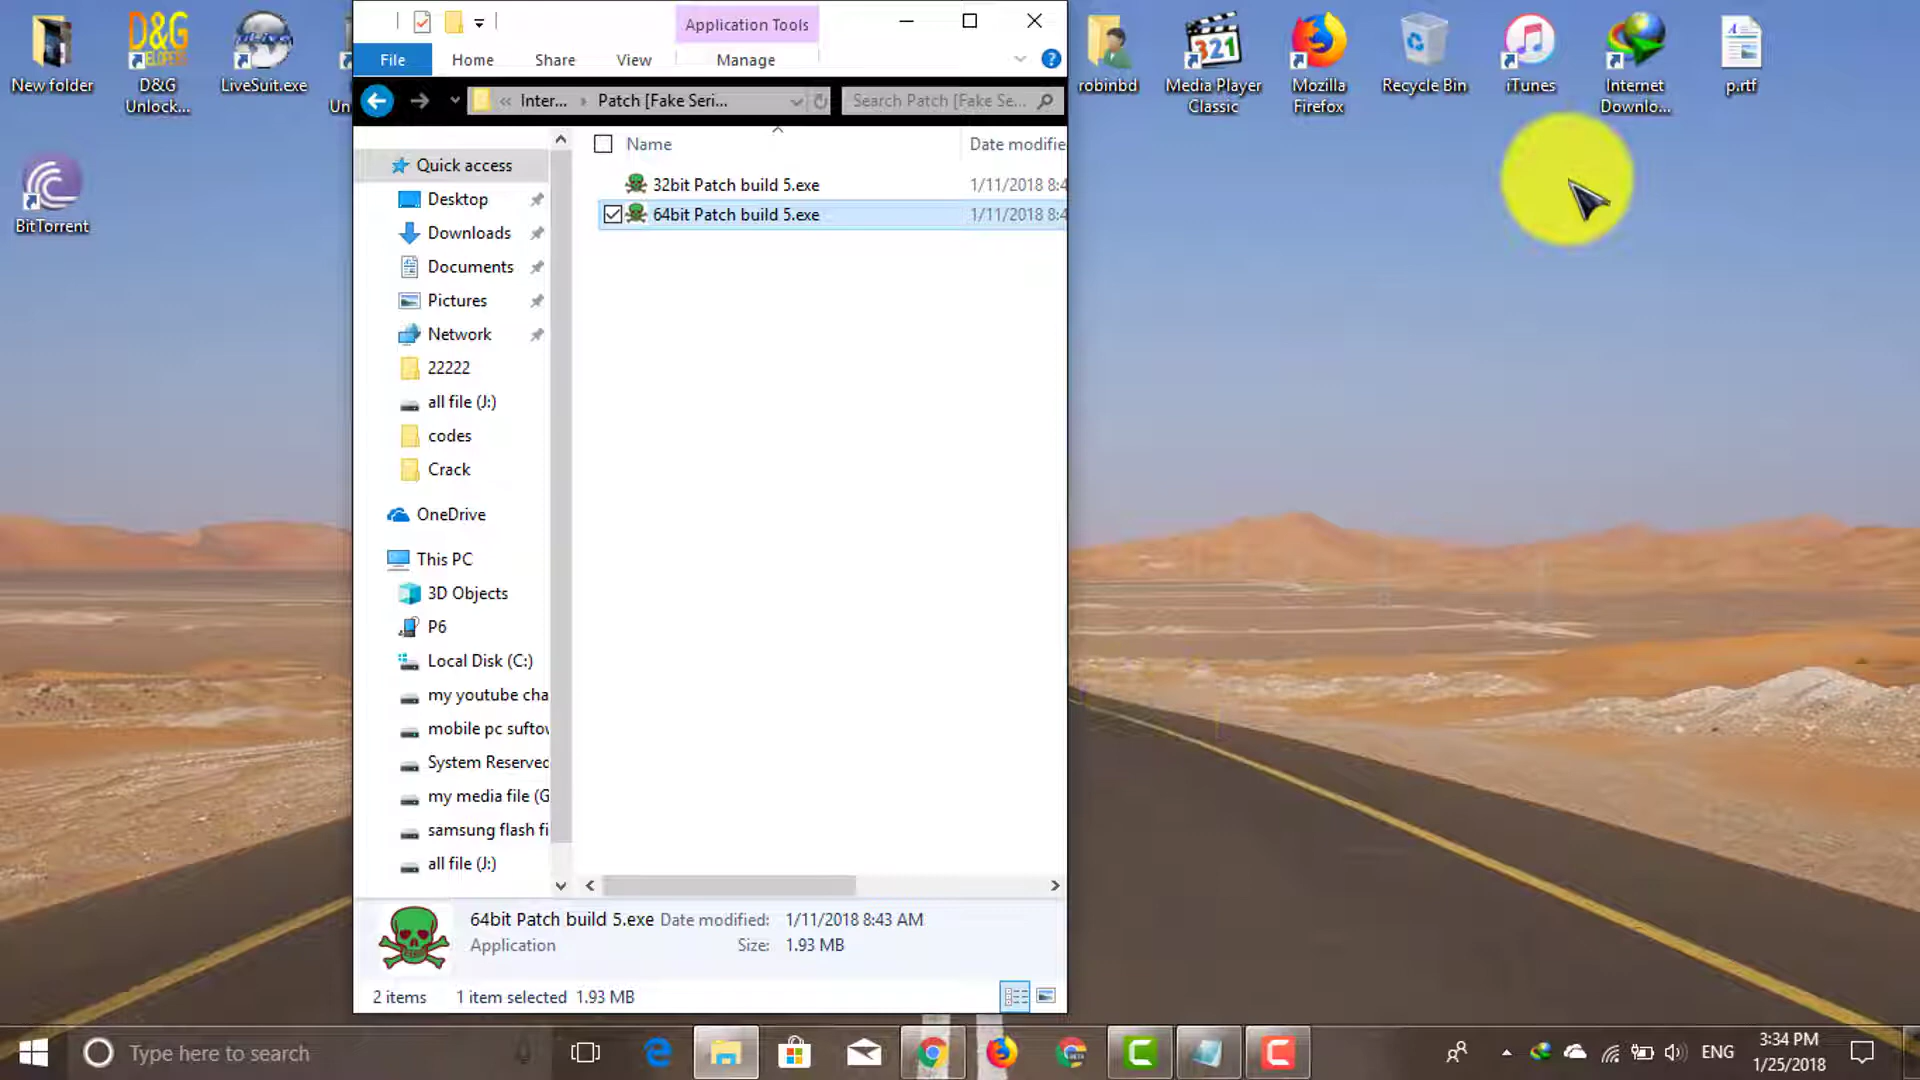 Application Tools
File
Home
Share
View
Manage
Inter...
Patch [Fake Seri...
Search Patch [Fake Se...
Name
Date modifie
32bit Patch build 5.exe
1/11/2018 8:4
64bit Patch build 5.exe
1/11/2018 8:4
Quick access
Desktop
Downloads
Documents
Pictures
Network
22222
all file (J:)
codes
Crack
OneDrive
This PC
3D Objects
P6
Local Disk (C:)
my youtube cha
mobile pc suftov
System Reserved
my media file (G
samsung flash fi
all file (J:)
64bit Patch build 5.exe
Date modified: 1/11/2018 8:43 AM
Application
Size: 1.93 MB
2 items
1 item selected 1.93 MB
New folder
D&G
ELOPERS
D&G
Unlock...
LiveSuit.exe
Un
BitTorrent
robinbd
321
Media Player
Classic
Mozilla
Firefox
Recycle Bin
iTunes
Internet
Downlo...
p.rtf
Type here to search
BETA
ENG
3:34 PM
1/25/2018